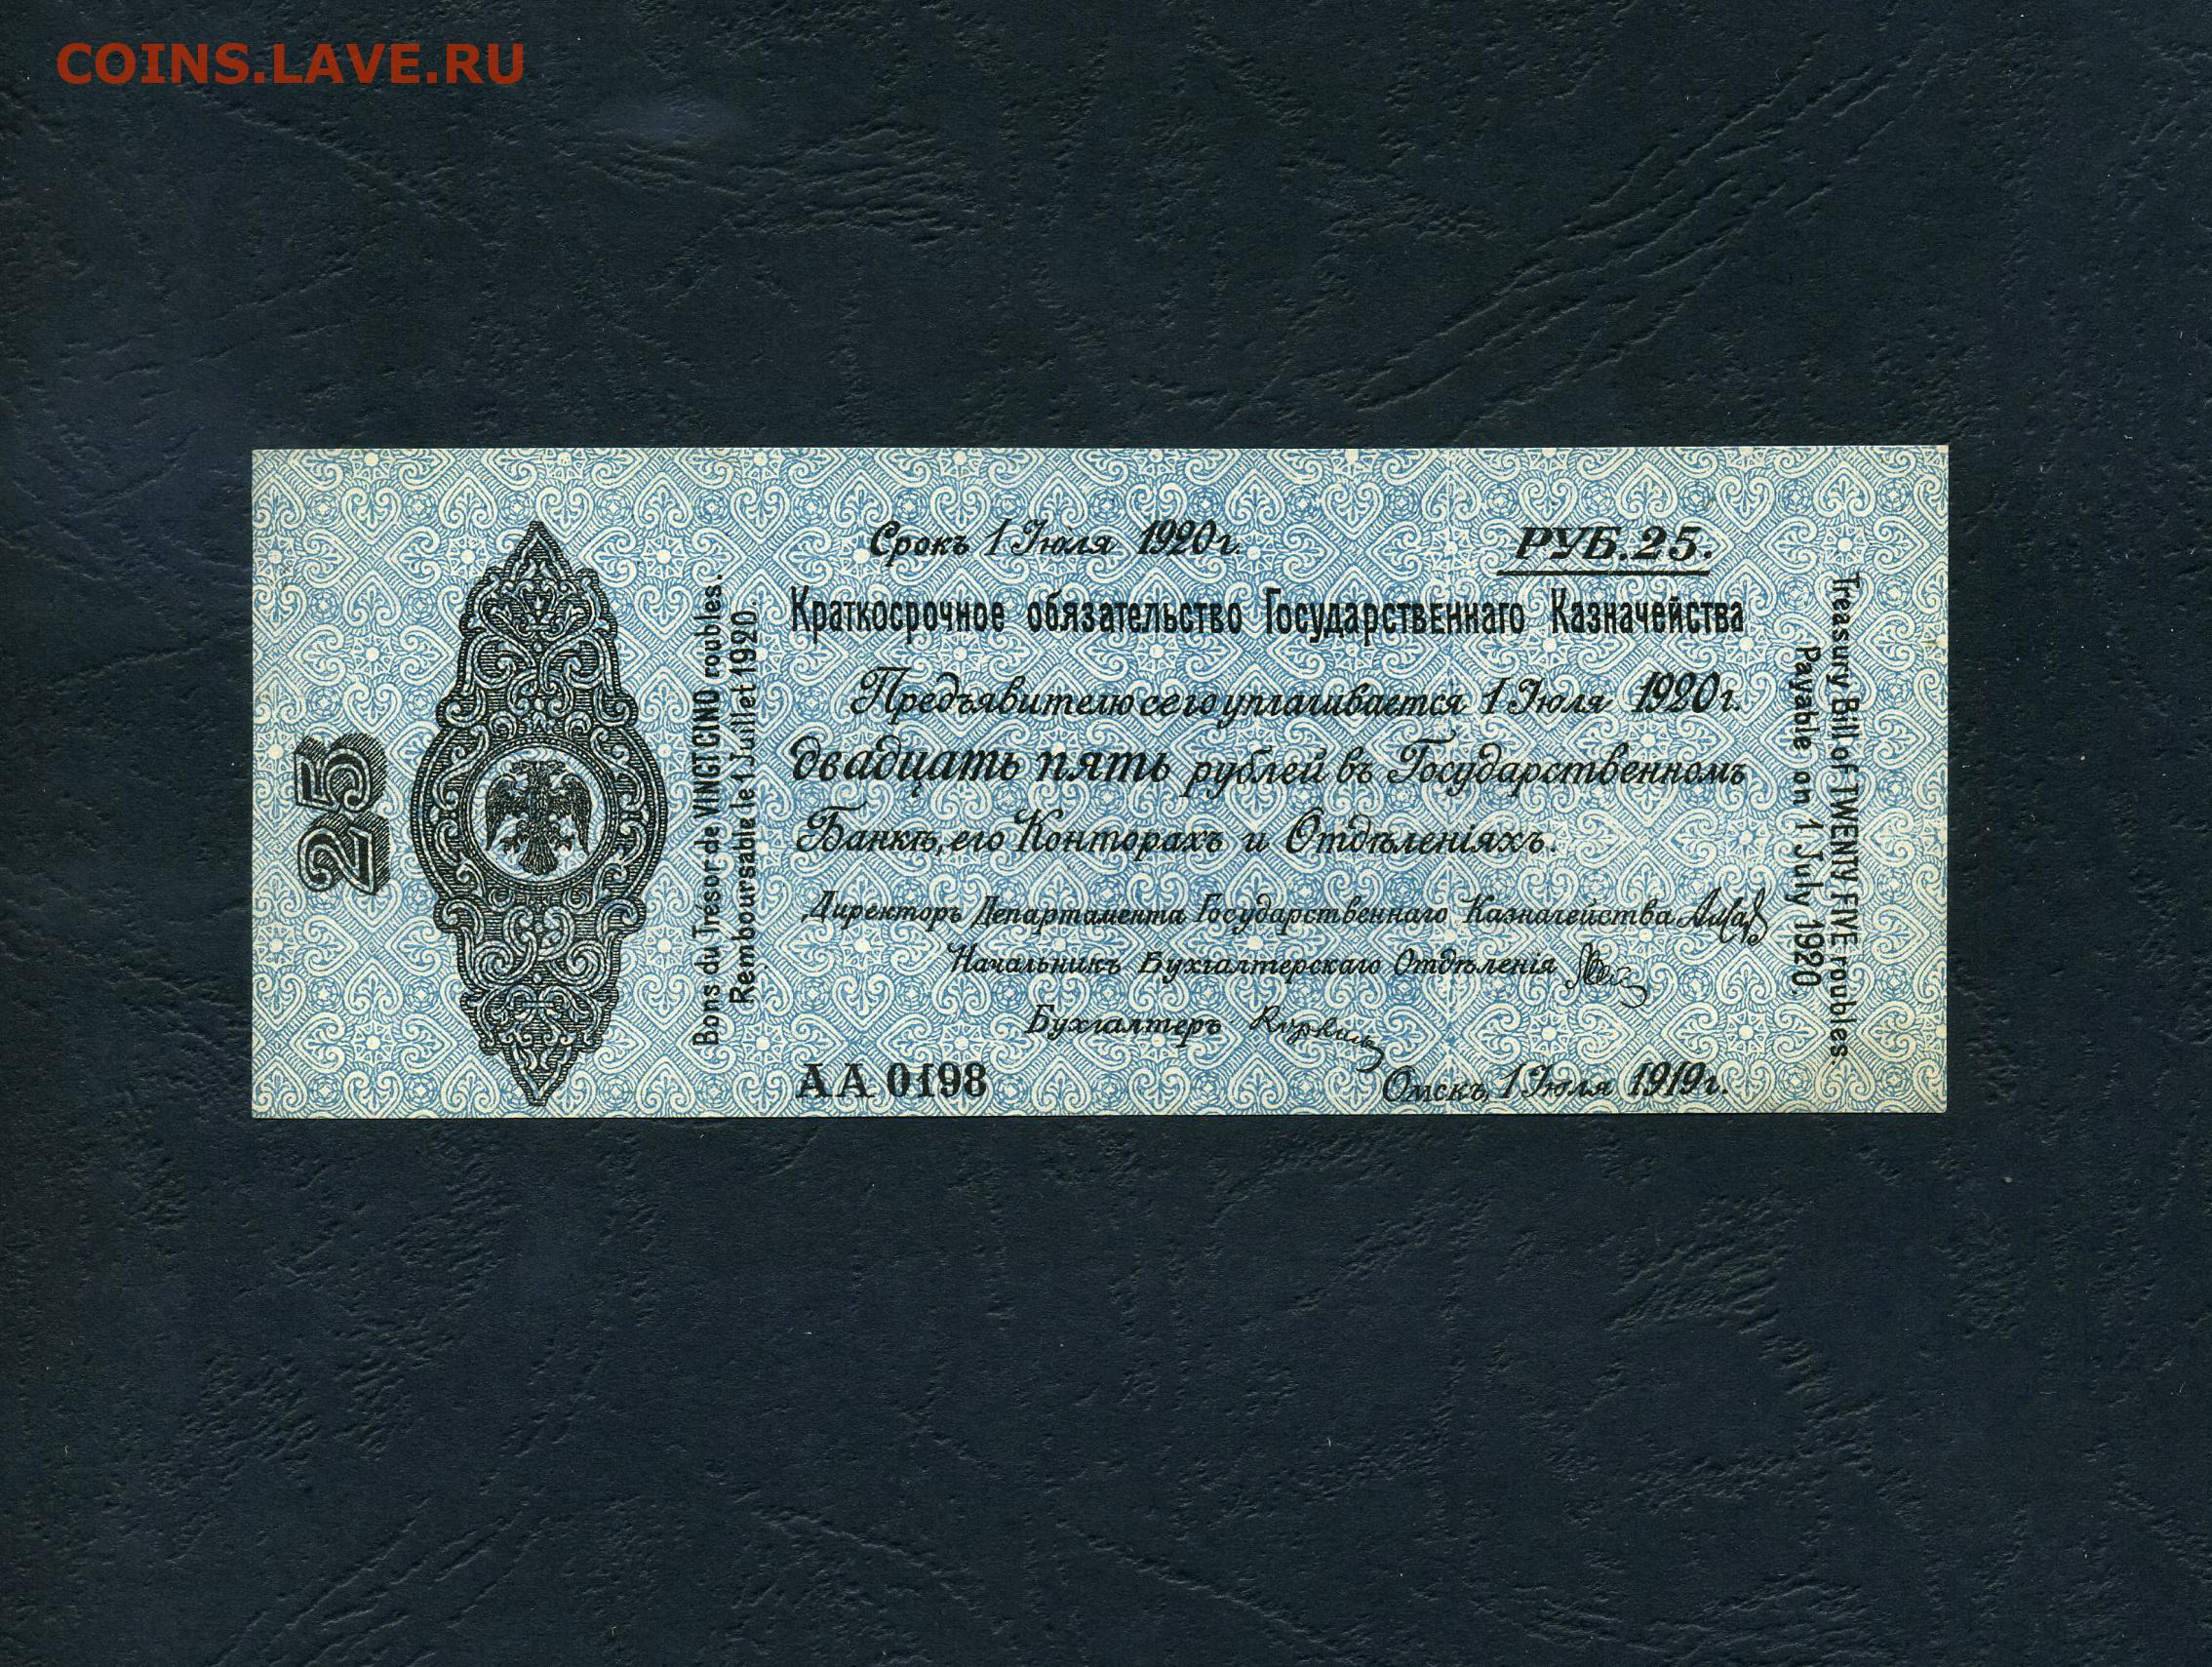 COINS.LAVE.RU
Срокъ 1 Іюля 1920 г.
РУБ. 25.
Краткосрочное обязательство Государственнаго Казначейства
Предъявителю сего уплачивается 1 Іюля 1920 г.
двадцать пять рублей въ Государственномъ
Банкѣ, его Конторахъ и Отдѣленіяхъ.
Директоръ Департамента Государственнаго Казначейства
Начальникъ Бухгалтерскаго Отдѣленія
Бухгалтеръ
АА 0198
Омскъ, 1 Іюля 1919 г.
25
Bons du Trésor de VINGT CINQ roubles.
Remboursable le 1 Juillet 1920.
Treasury Bill of TWENTY FIVE roubles
Payable on 1 July 1920.